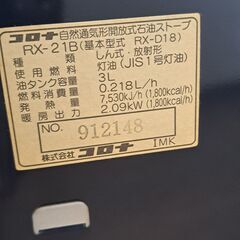 コロナ 自然通気形開放式石油ストーブ
RX-21B(基本型式 RX-D18)
種類 しん式・放射形
使用燃料 灯油(JIS1号灯油)
油タンク容量 3L
燃料消費量 0.218L/h
発熱量 7,530kJ/h(1,800kcal/h)
暖房出力 2.09kW(1,800kcal/h)
NO. 912148
株式会社 コロナ IMK